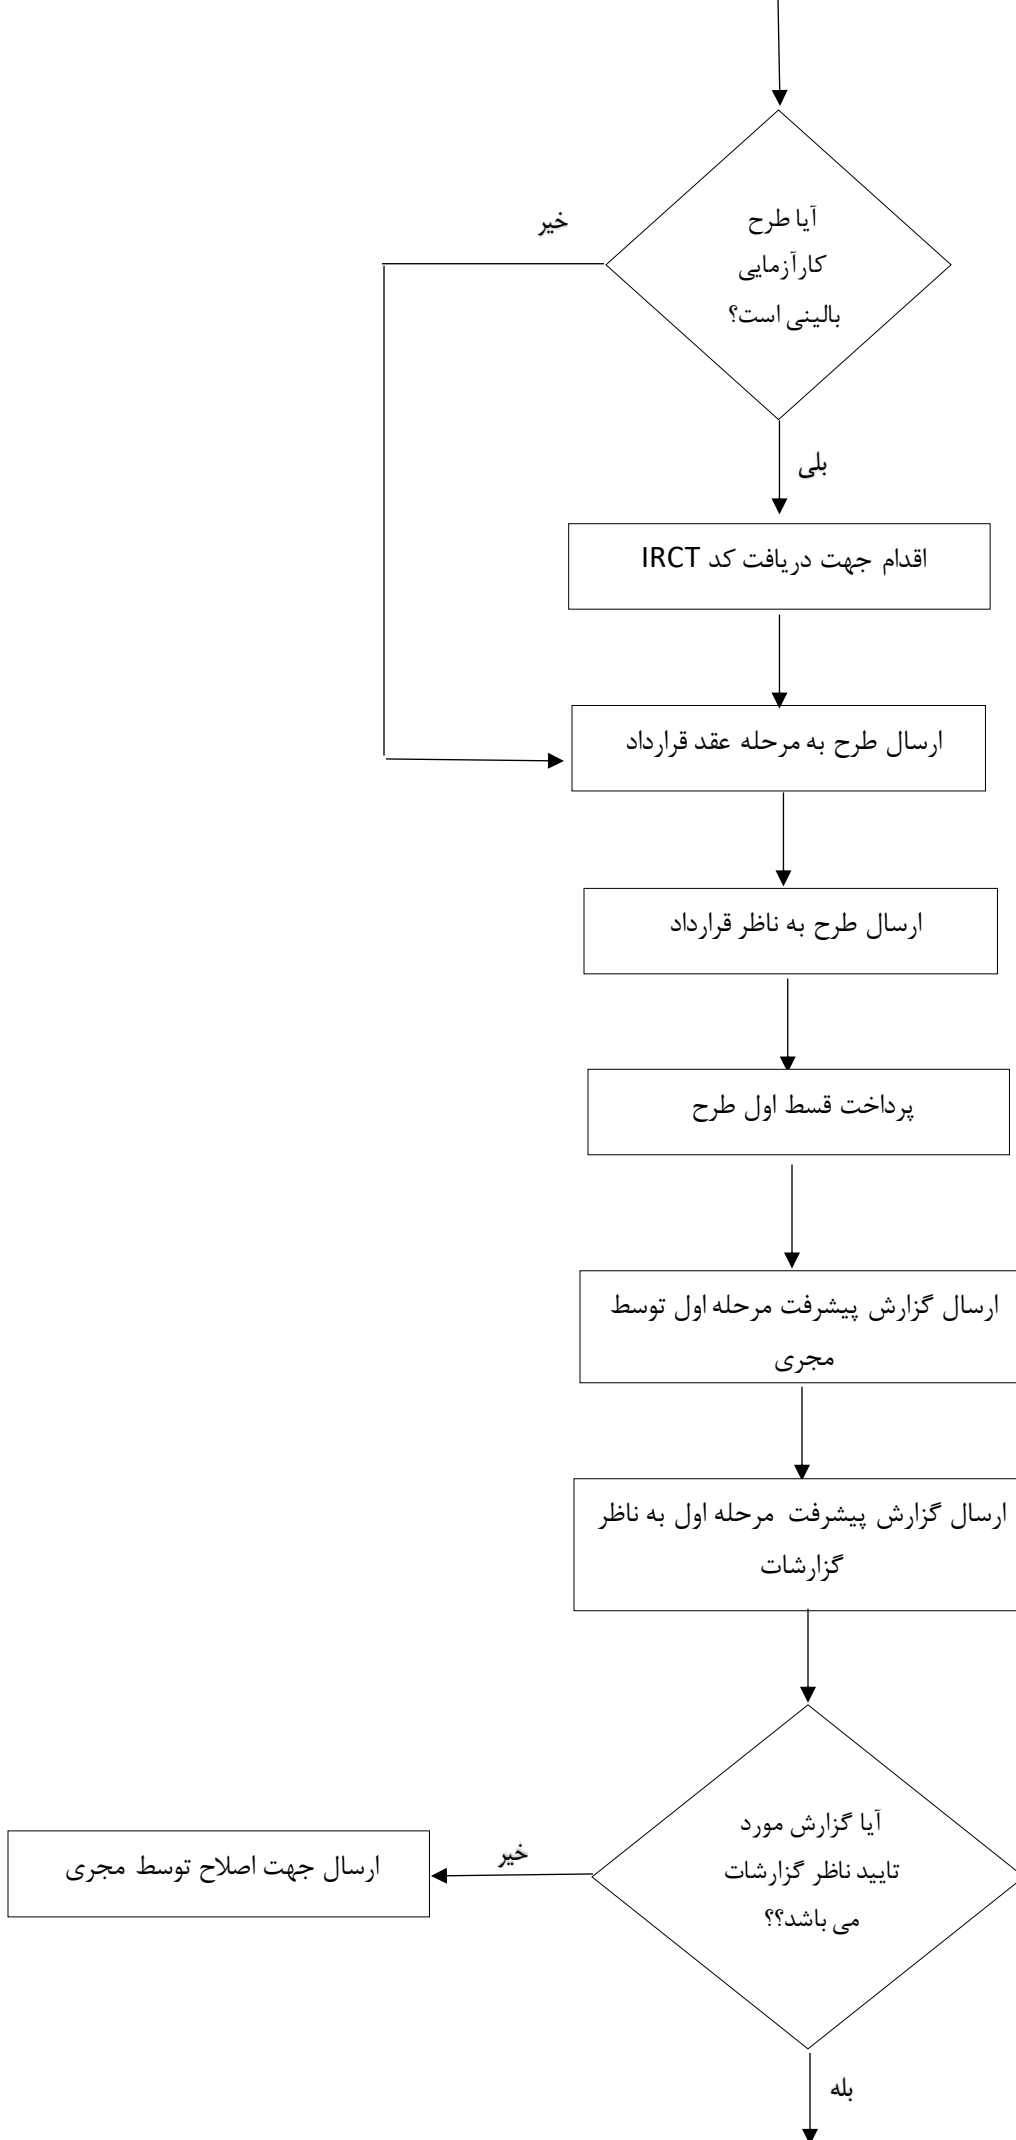 آیا طرح
کارآزمایی
بالینی است؟
خیر
بلی
اقدام جهت دریافت کد IRCT
ارسال طرح به مرحله عقد قرارداد
ارسال طرح به ناظر قرارداد
پرداخت قسط اول طرح
ارسال گزارش پیشرفت مرحله اول توسط
مجری
ارسال گزارش پیشرفت مرحله اول به ناظر
گزارشات
آیا گزارش مورد
تایید ناظر گزارشات
می باشد؟؟
خیر
ارسال جهت اصلاح توسط مجری
بله